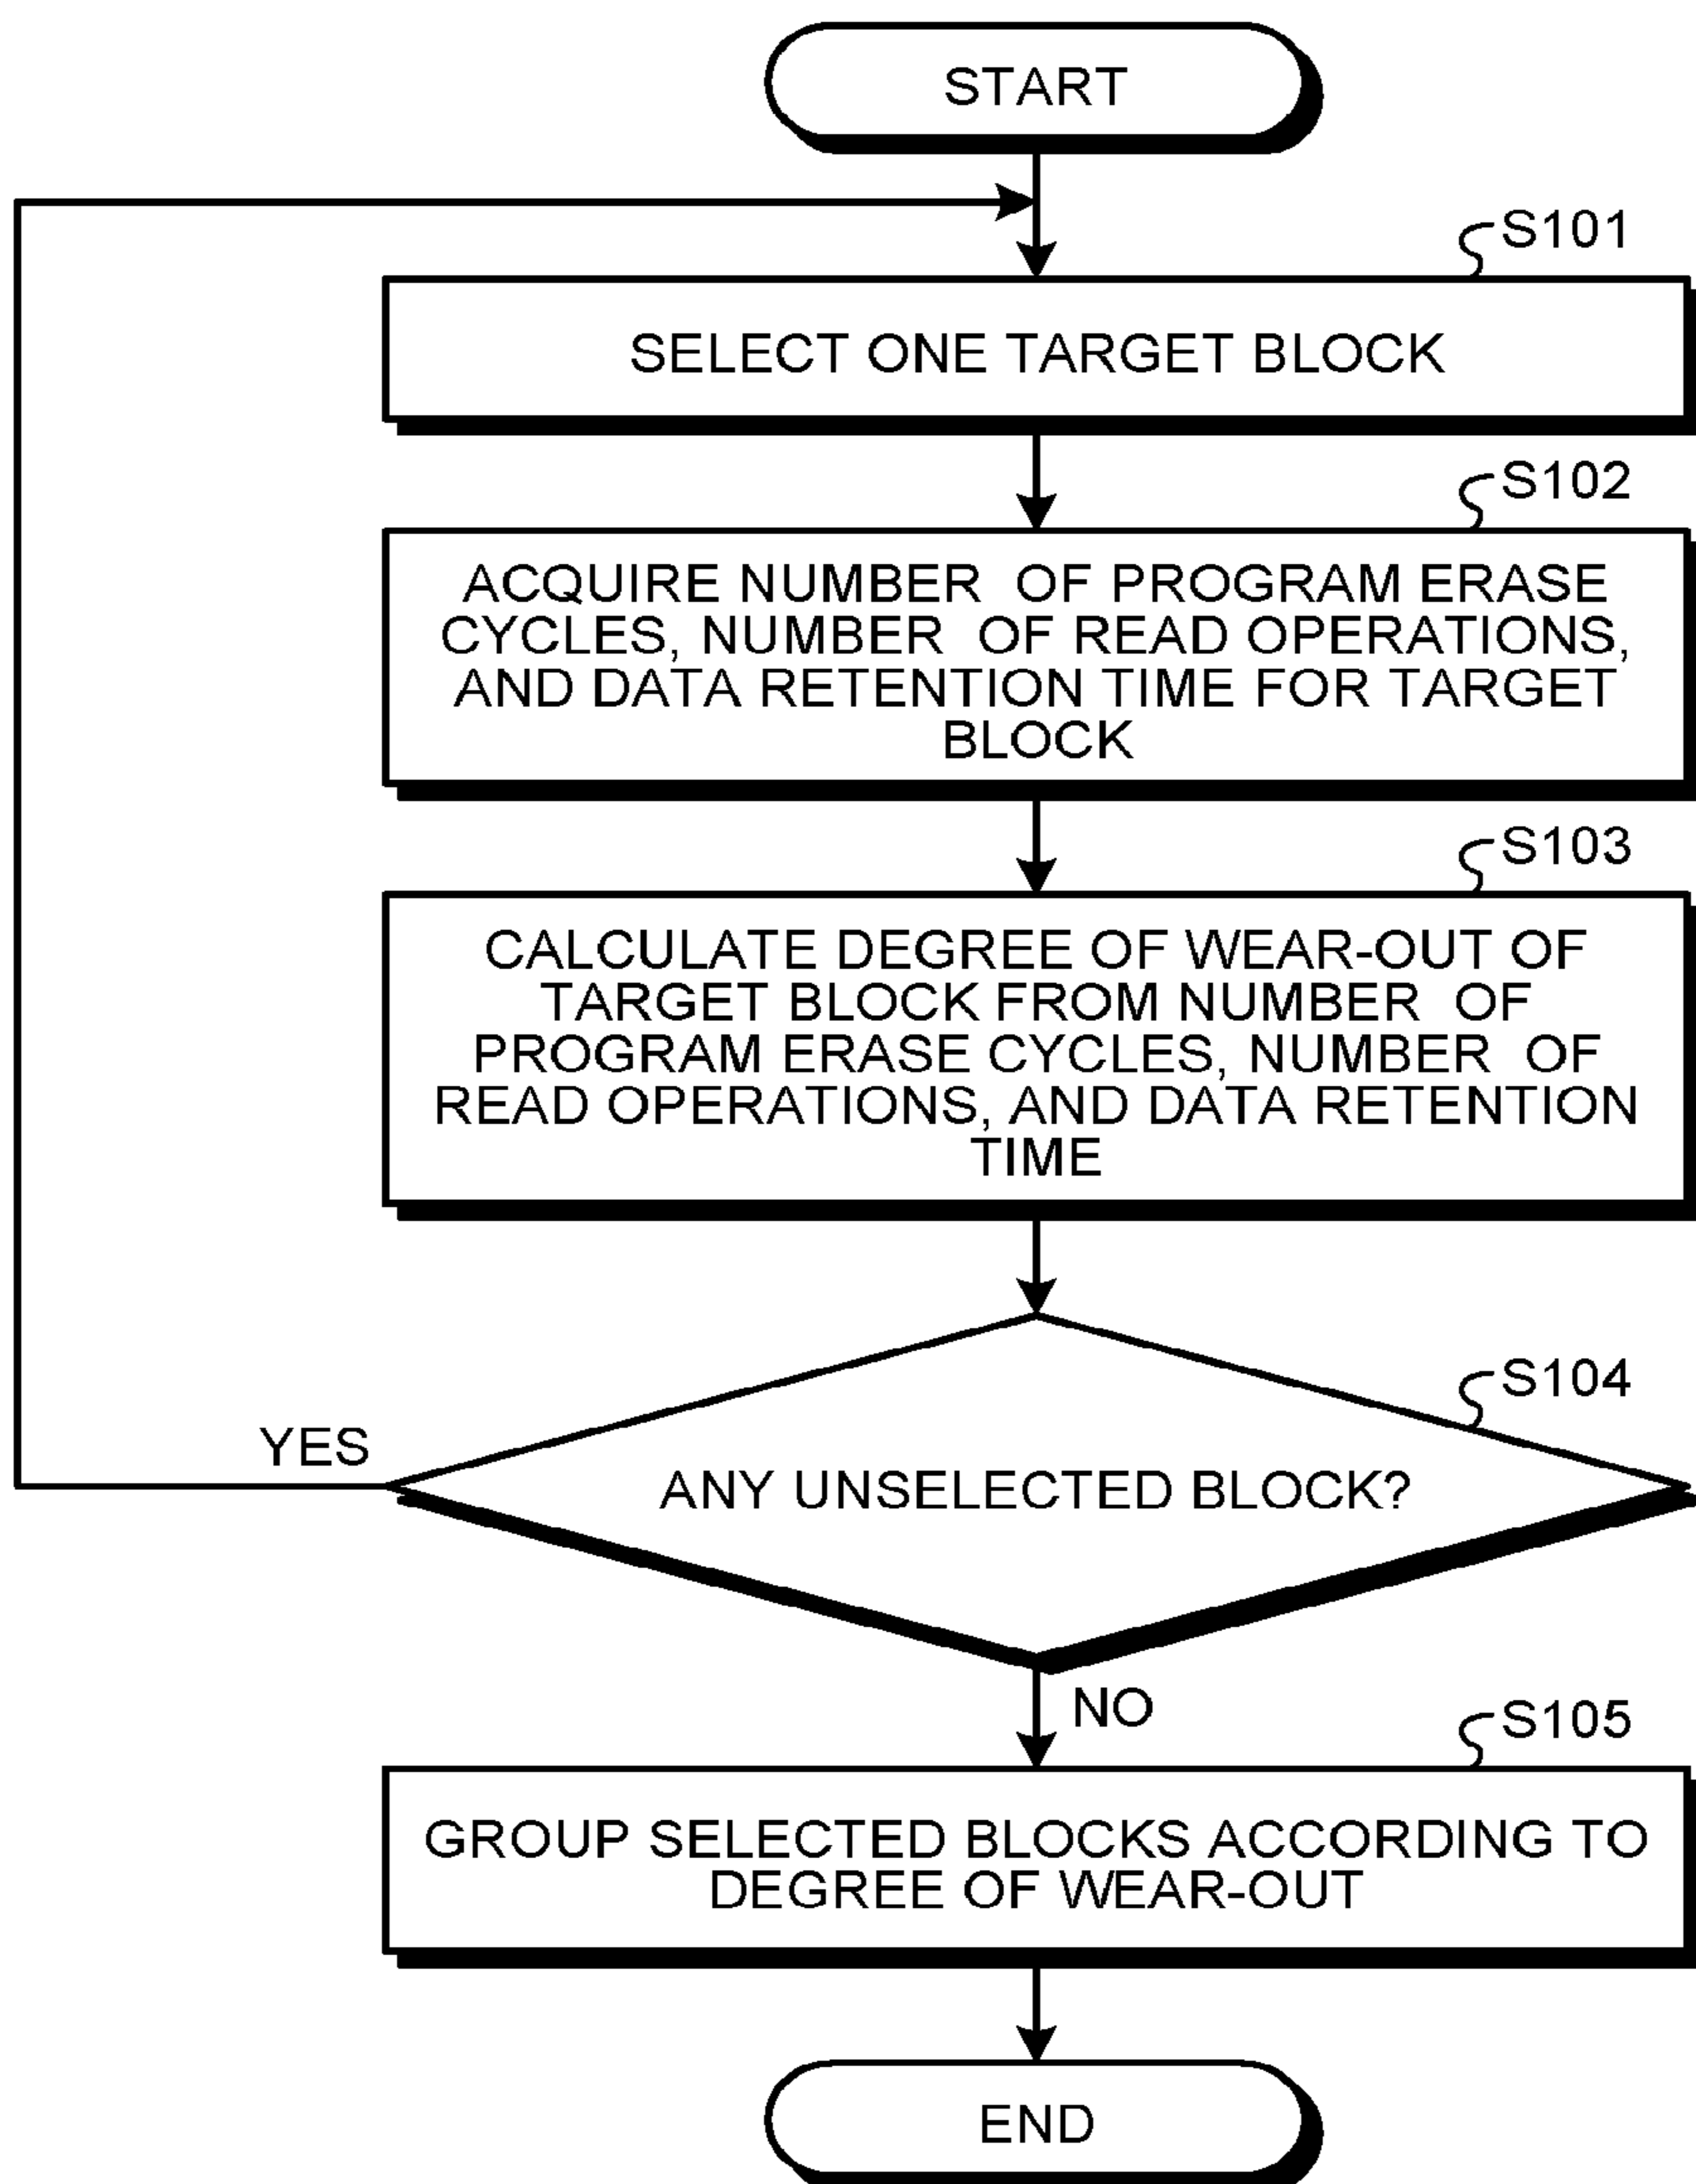 START
S101
SELECT ONE TARGET BLOCK
S102
ACQUIRE NUMBER OF PROGRAM ERASE
CYCLES, NUMBER OF READ OPERATIONS,
AND DATA RETENTION TIME FOR TARGET
BLOCK
S103
CALCULATE DEGREE OF WEAR-OUT OF
TARGET BLOCK FROM NUMBER OF
PROGRAM ERASE CYCLES, NUMBER OF
READ OPERATIONS, AND DATA RETENTION
TIME
S104
YES
ANY UNSELECTED BLOCK?
NO
S105
GROUP SELECTED BLOCKS ACCORDING TO
DEGREE OF WEAR-OUT
END